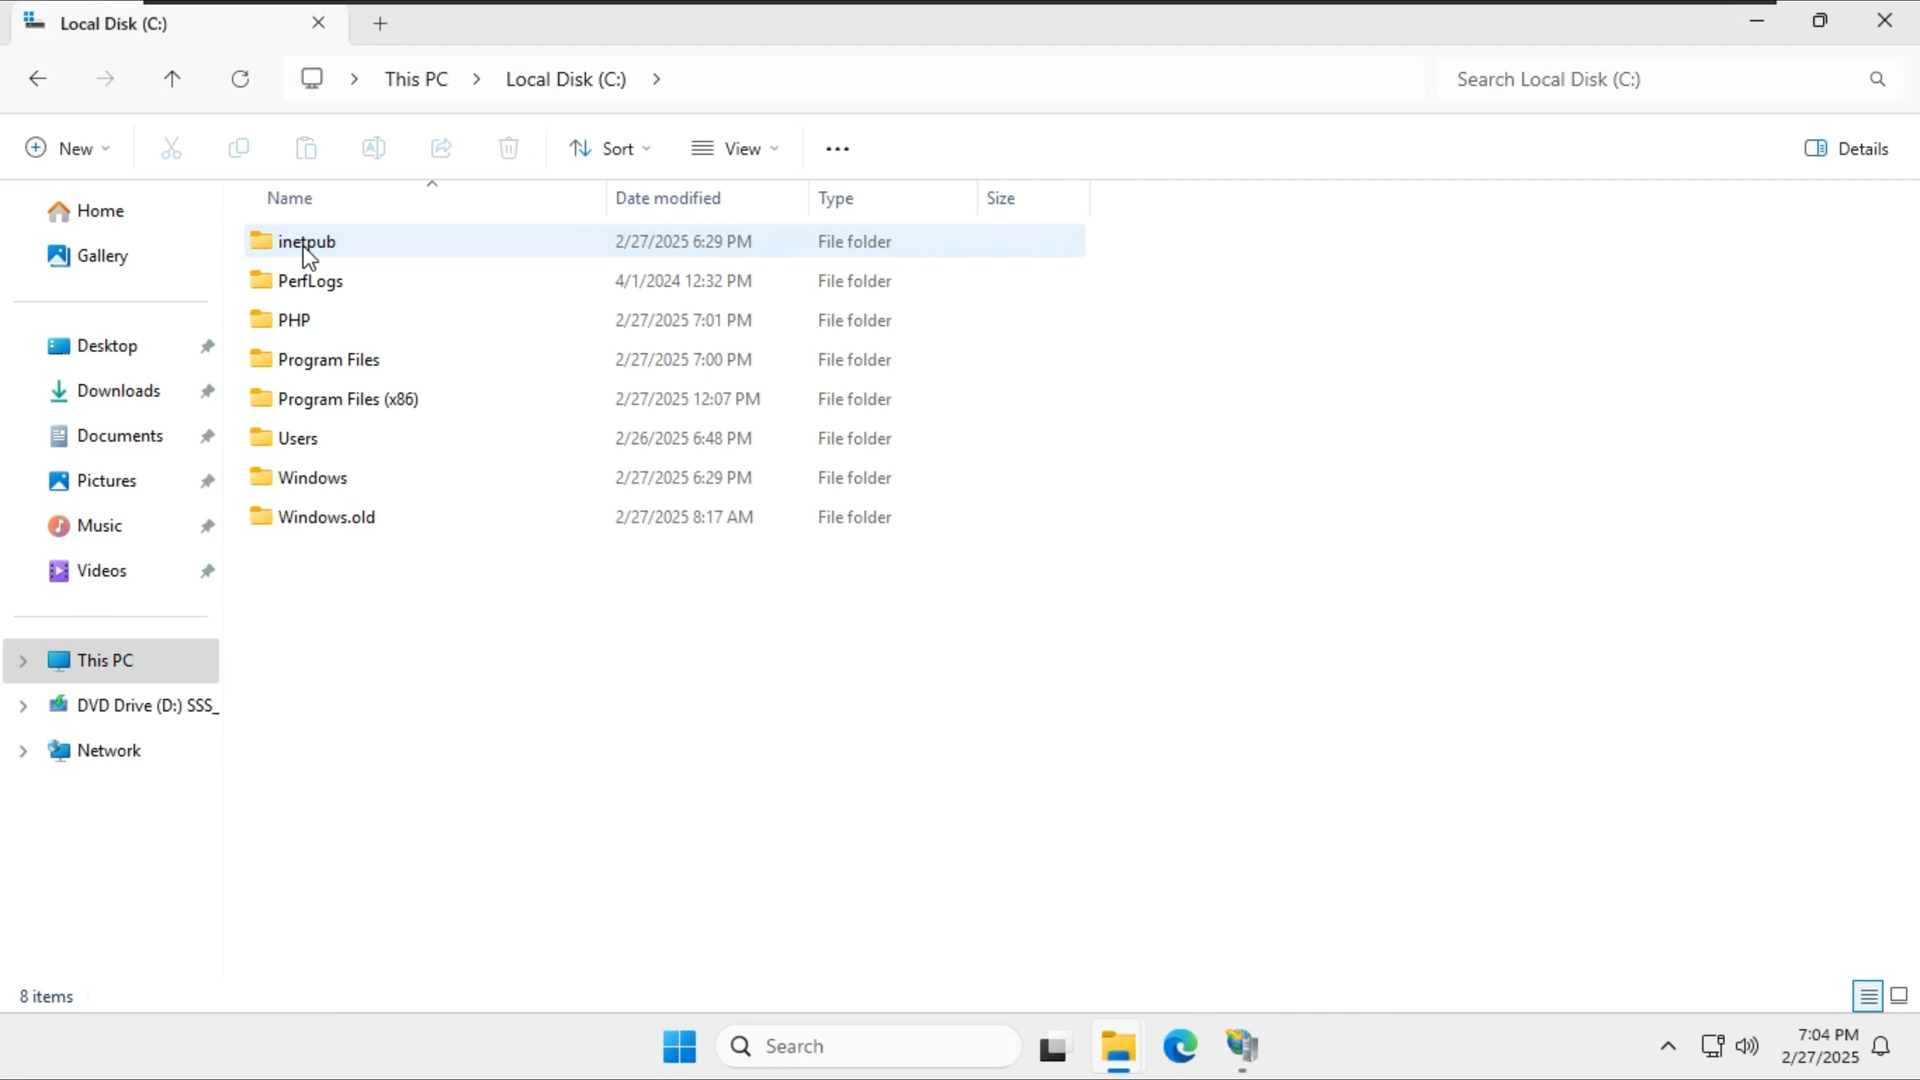 Local Disk (C:)
This PC > Local Disk (C:) >
Search Local Disk (C:)
New
Sort
View
Details
Name Date modified Type Size
inetpub 2/27/2025 6:29 PM File folder
PerfLogs 4/1/2024 12:32 PM File folder
PHP 2/27/2025 7:01 PM File folder
Program Files 2/27/2025 7:00 PM File folder
Program Files (x86) 2/27/2025 12:07 PM File folder
Users 2/26/2025 6:48 PM File folder
Windows 2/27/2025 6:29 PM File folder
Windows.old 2/27/2025 8:17 AM File folder
Home
Gallery
Desktop
Downloads
Documents
Pictures
Music
Videos
This PC
DVD Drive (D:) SSS_
Network
8 items
Search
7:04 PM
2/27/2025